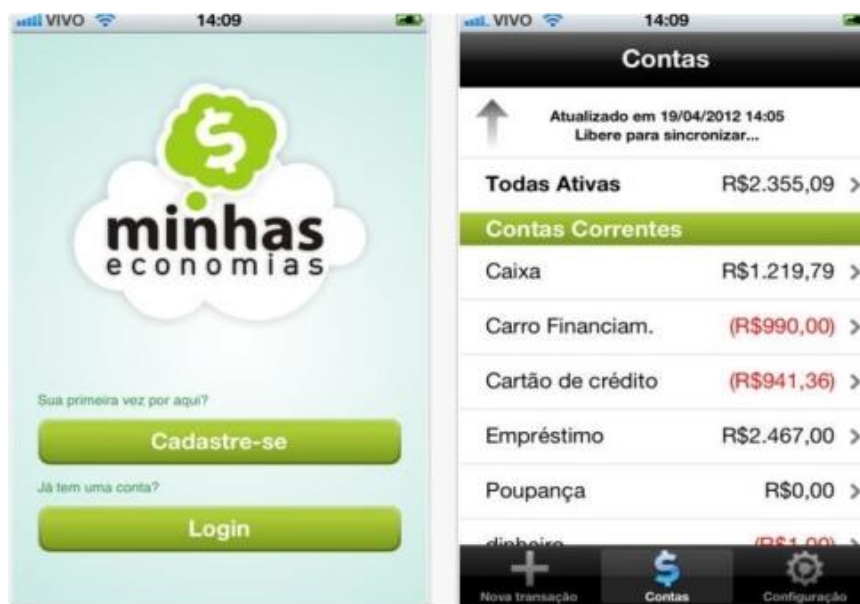 VIVO 14:09
$
minhas
economias
Sua primeira vez por aqui?
Cadastre-se
Já tem uma conta?
Login
VIVO 14:09
Contas
Atualizado em 19/04/2012 14:05
Libere para sincronizar...
Todas Ativas R$2.355,09
Contas Correntes
Caixa R$1.219,79
Carro Financiam. (R$990,00)
Cartão de crédito (R$941,36)
Empréstimo R$2.467,00
Poupança R$0,00
dinheiro (R$1,00)
Nova transação Contas Configuração